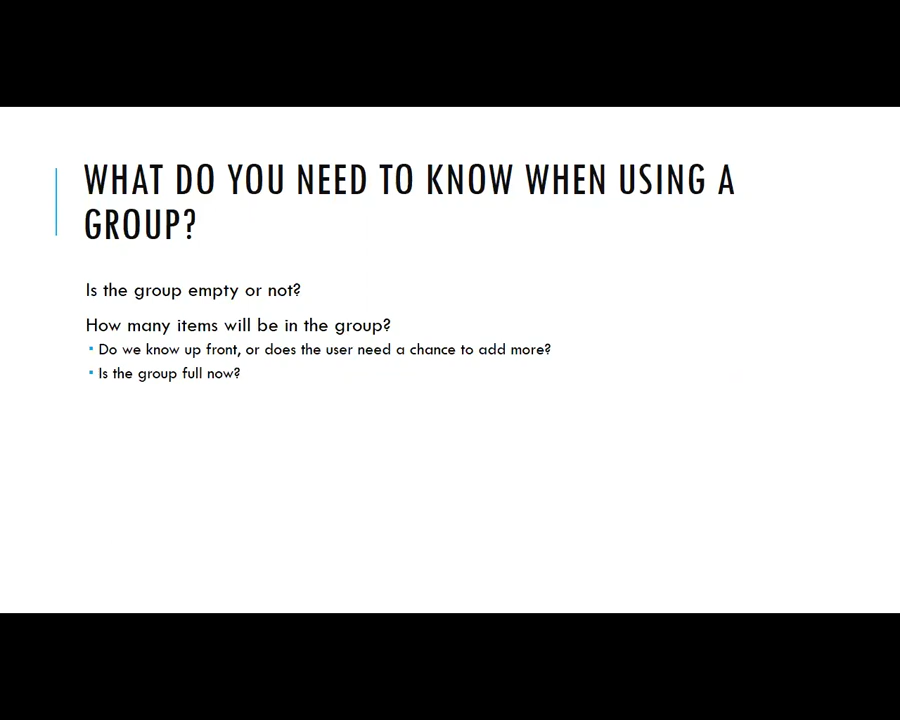 WHAT DO YOU NEED TO KNOW WHEN USING A
GROUP?
Is the group empty or not?
How many items will be in the group?
▪ Do we know up front, or does the user need a chance to add more?
▪ Is the group full now?